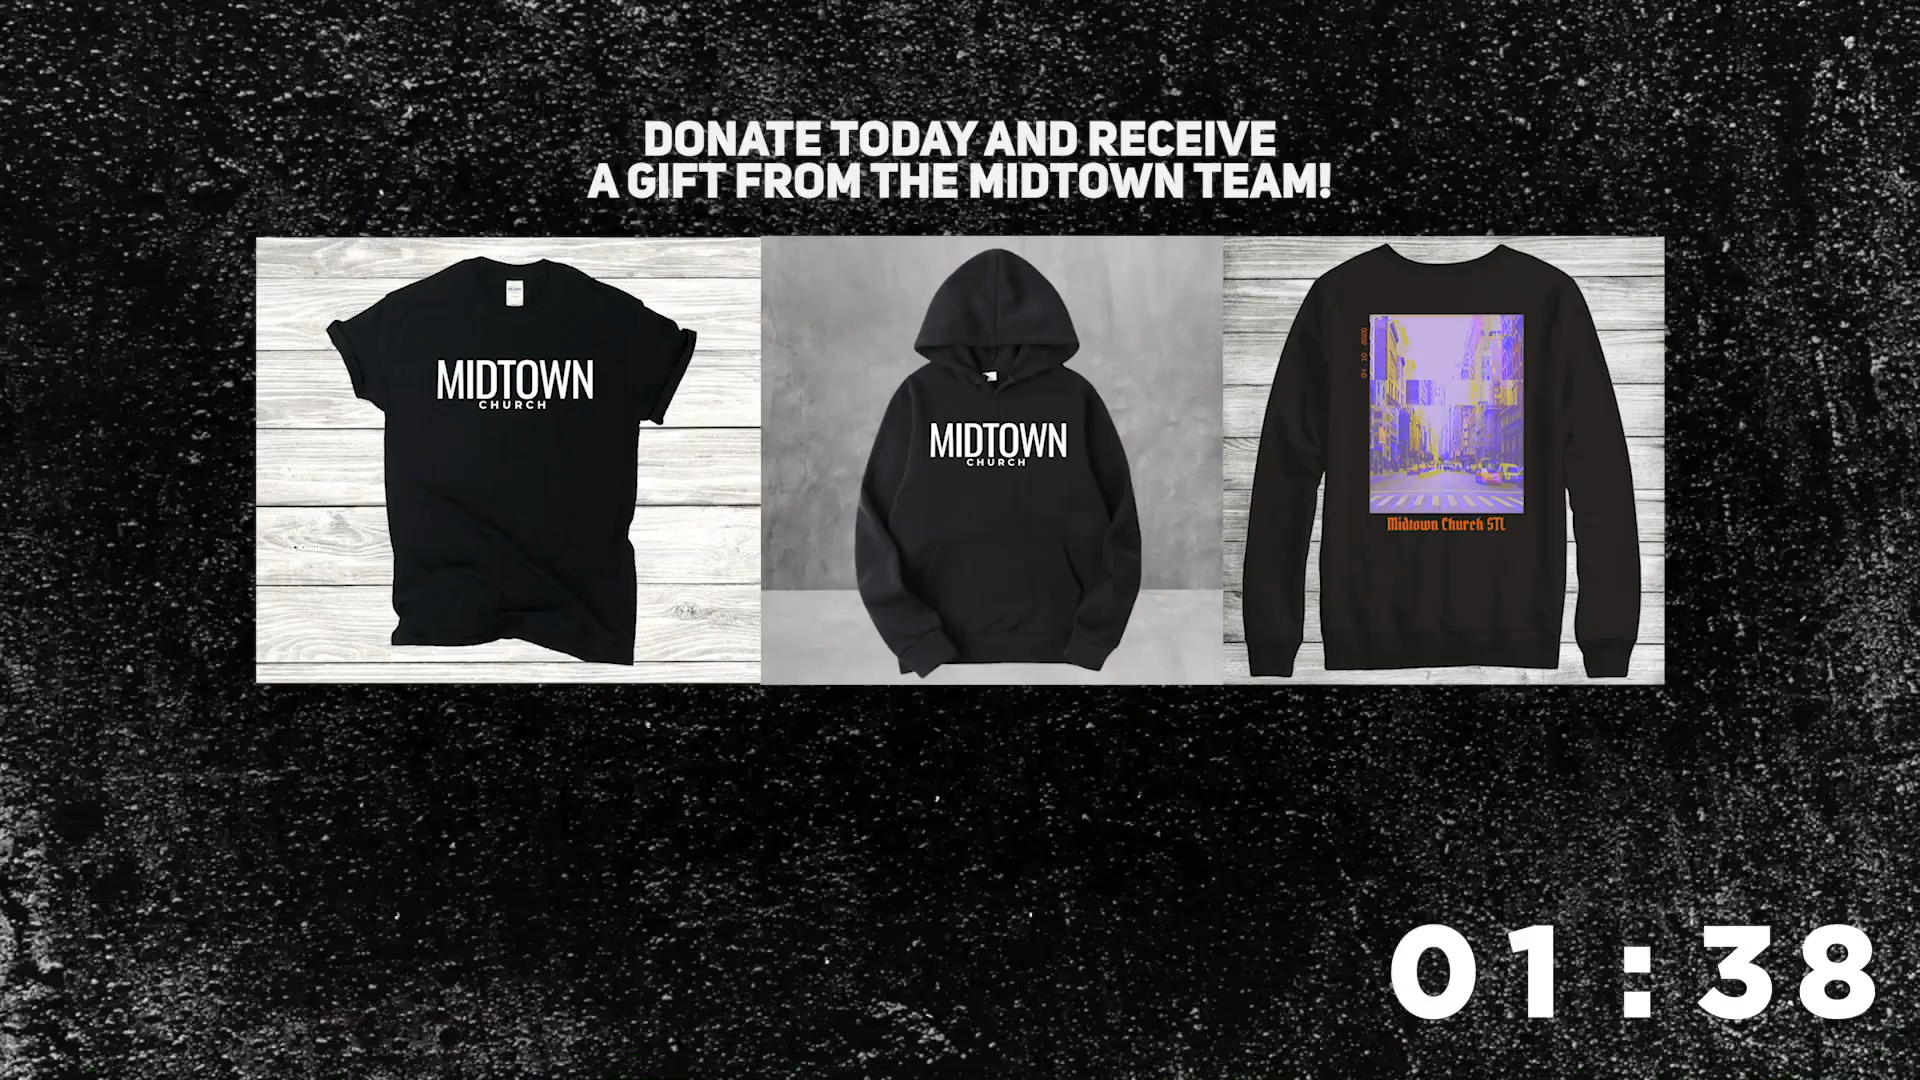 DONATE TODAY AND RECEIVE
A GIFT FROM THE MIDTOWN TEAM!
MIDTOWN
CHURCH
MIDTOWN
CHURCH
Midtown Church STL
01:38